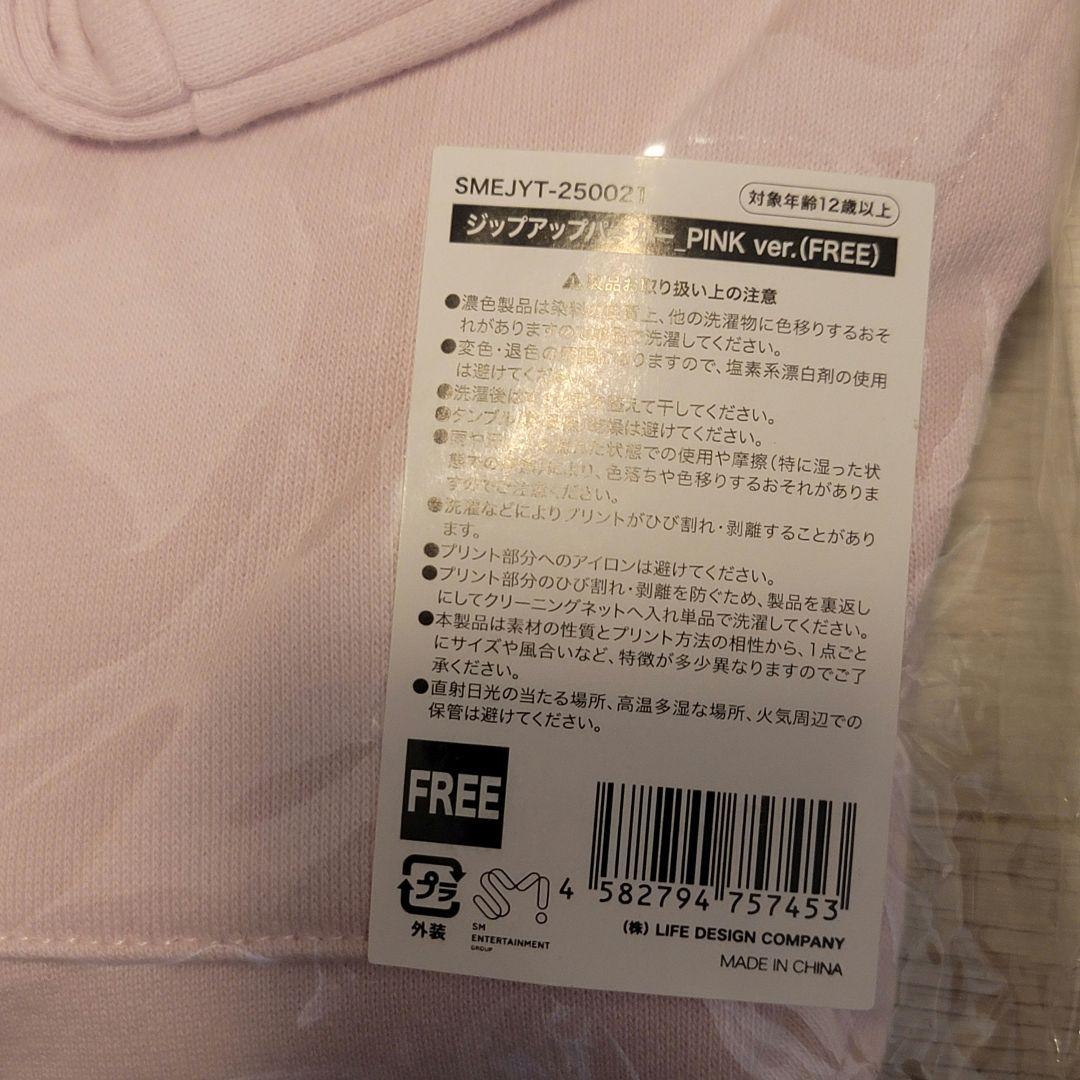 SMEJYT-250021
対象年齢12歳以上
ジップアップパーカー_PINK ver.(FREE)
製品お取り扱い上の注意
●濃色製品は染料の性質上、他の洗濯物に色移りするおそ
れがありますので単品で洗濯してください。
●変色・退色の原因になりますので、塩素系漂白剤の使用
は避けてください。
●洗濯後は えて干してください。
●タンブル 乾燥は避けてください。
●雨や 濡れた状態での使用や摩擦(特に湿った状
態での により、色落ちや色移りするおそれがありま
すのでご注意ください。
●洗濯などによりプリントがひび割れ・剥離することがあり
ます。
●プリント部分へのアイロンは避けてください。
●プリント部分のひび割れ・剥離を防ぐため、製品を裏返し
にしてクリーニングネットへ入れ単品で洗濯してください。
●本製品は素材の性質とプリント方法の相性から、1点ごと
にサイズや風合いなど、特徴が多少異なりますのでご了
承ください。
●直射日光の当たる場所、高温多湿な場所、火気周辺での
保管は避けてください。
FREE
プラ
外装
SM
SM
ENTERTAINMENT
GROUP
4 582794 757453
(株) LIFE DESIGN COMPANY
MADE IN CHINA